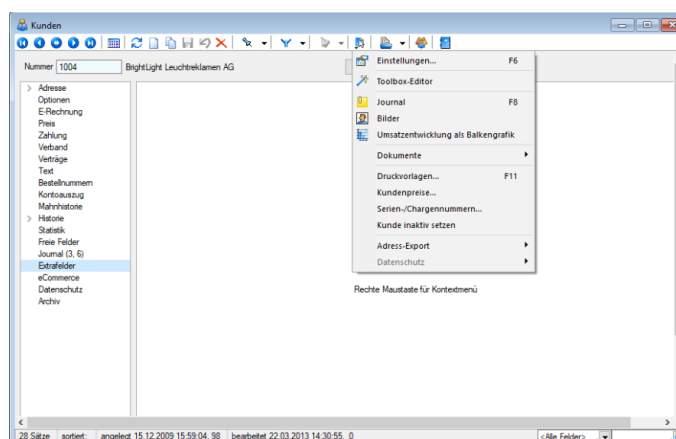 Kunden
Nummer 1004 BrightLight Leuchtreklamen AG
Einstellungen... F6
Toolbox-Editor
Journal F8
Bilder
Umsatzentwicklung als Balkengrafik
Dokumente
Druckvorlagen... F11
Kundenpreise...
Serien-/Chargennummern...
Kunde inaktiv setzen
Adress-Export
Datenschutz
Adresse
Optionen
E-Rechnung
Preis
Zahlung
Verband
Verträge
Text
Bestellnummern
Kontoauszug
Mahnhistorie
Historie
Statistik
Freie Felder
Journal (3, 6)
Extrafelder
eCommerce
Datenschutz
Archiv
Rechte Maustaste für Kontextmenü
28 Sätze sortiert: angelegt 15.12.2009 15:59:04, 98 bearbeitet 22.03.2013 14:30:55, 0 <Alle Felder>